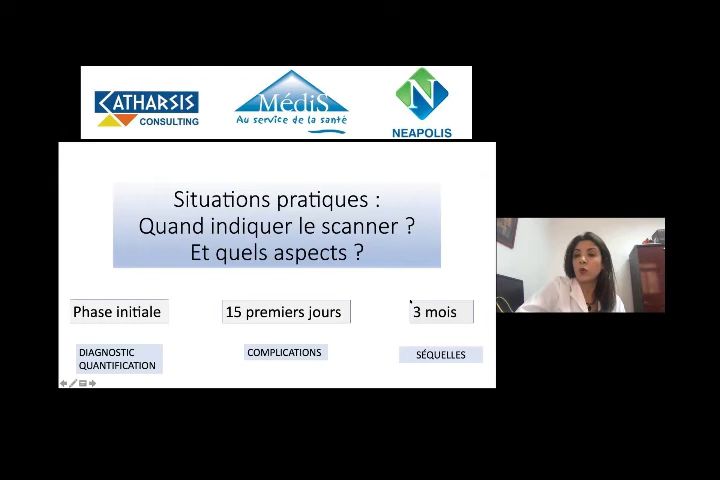 KATHARSIS
CONSULTING
MédiS
Au service de la santé
N
NEAPOLIS
Situations pratiques :
Quand indiquer le scanner ?
Et quels aspects ?
Phase initiale
15 premiers jours
3 mois
DIAGNOSTIC
QUANTIFICATION
COMPLICATIONS
SÉQUELLES